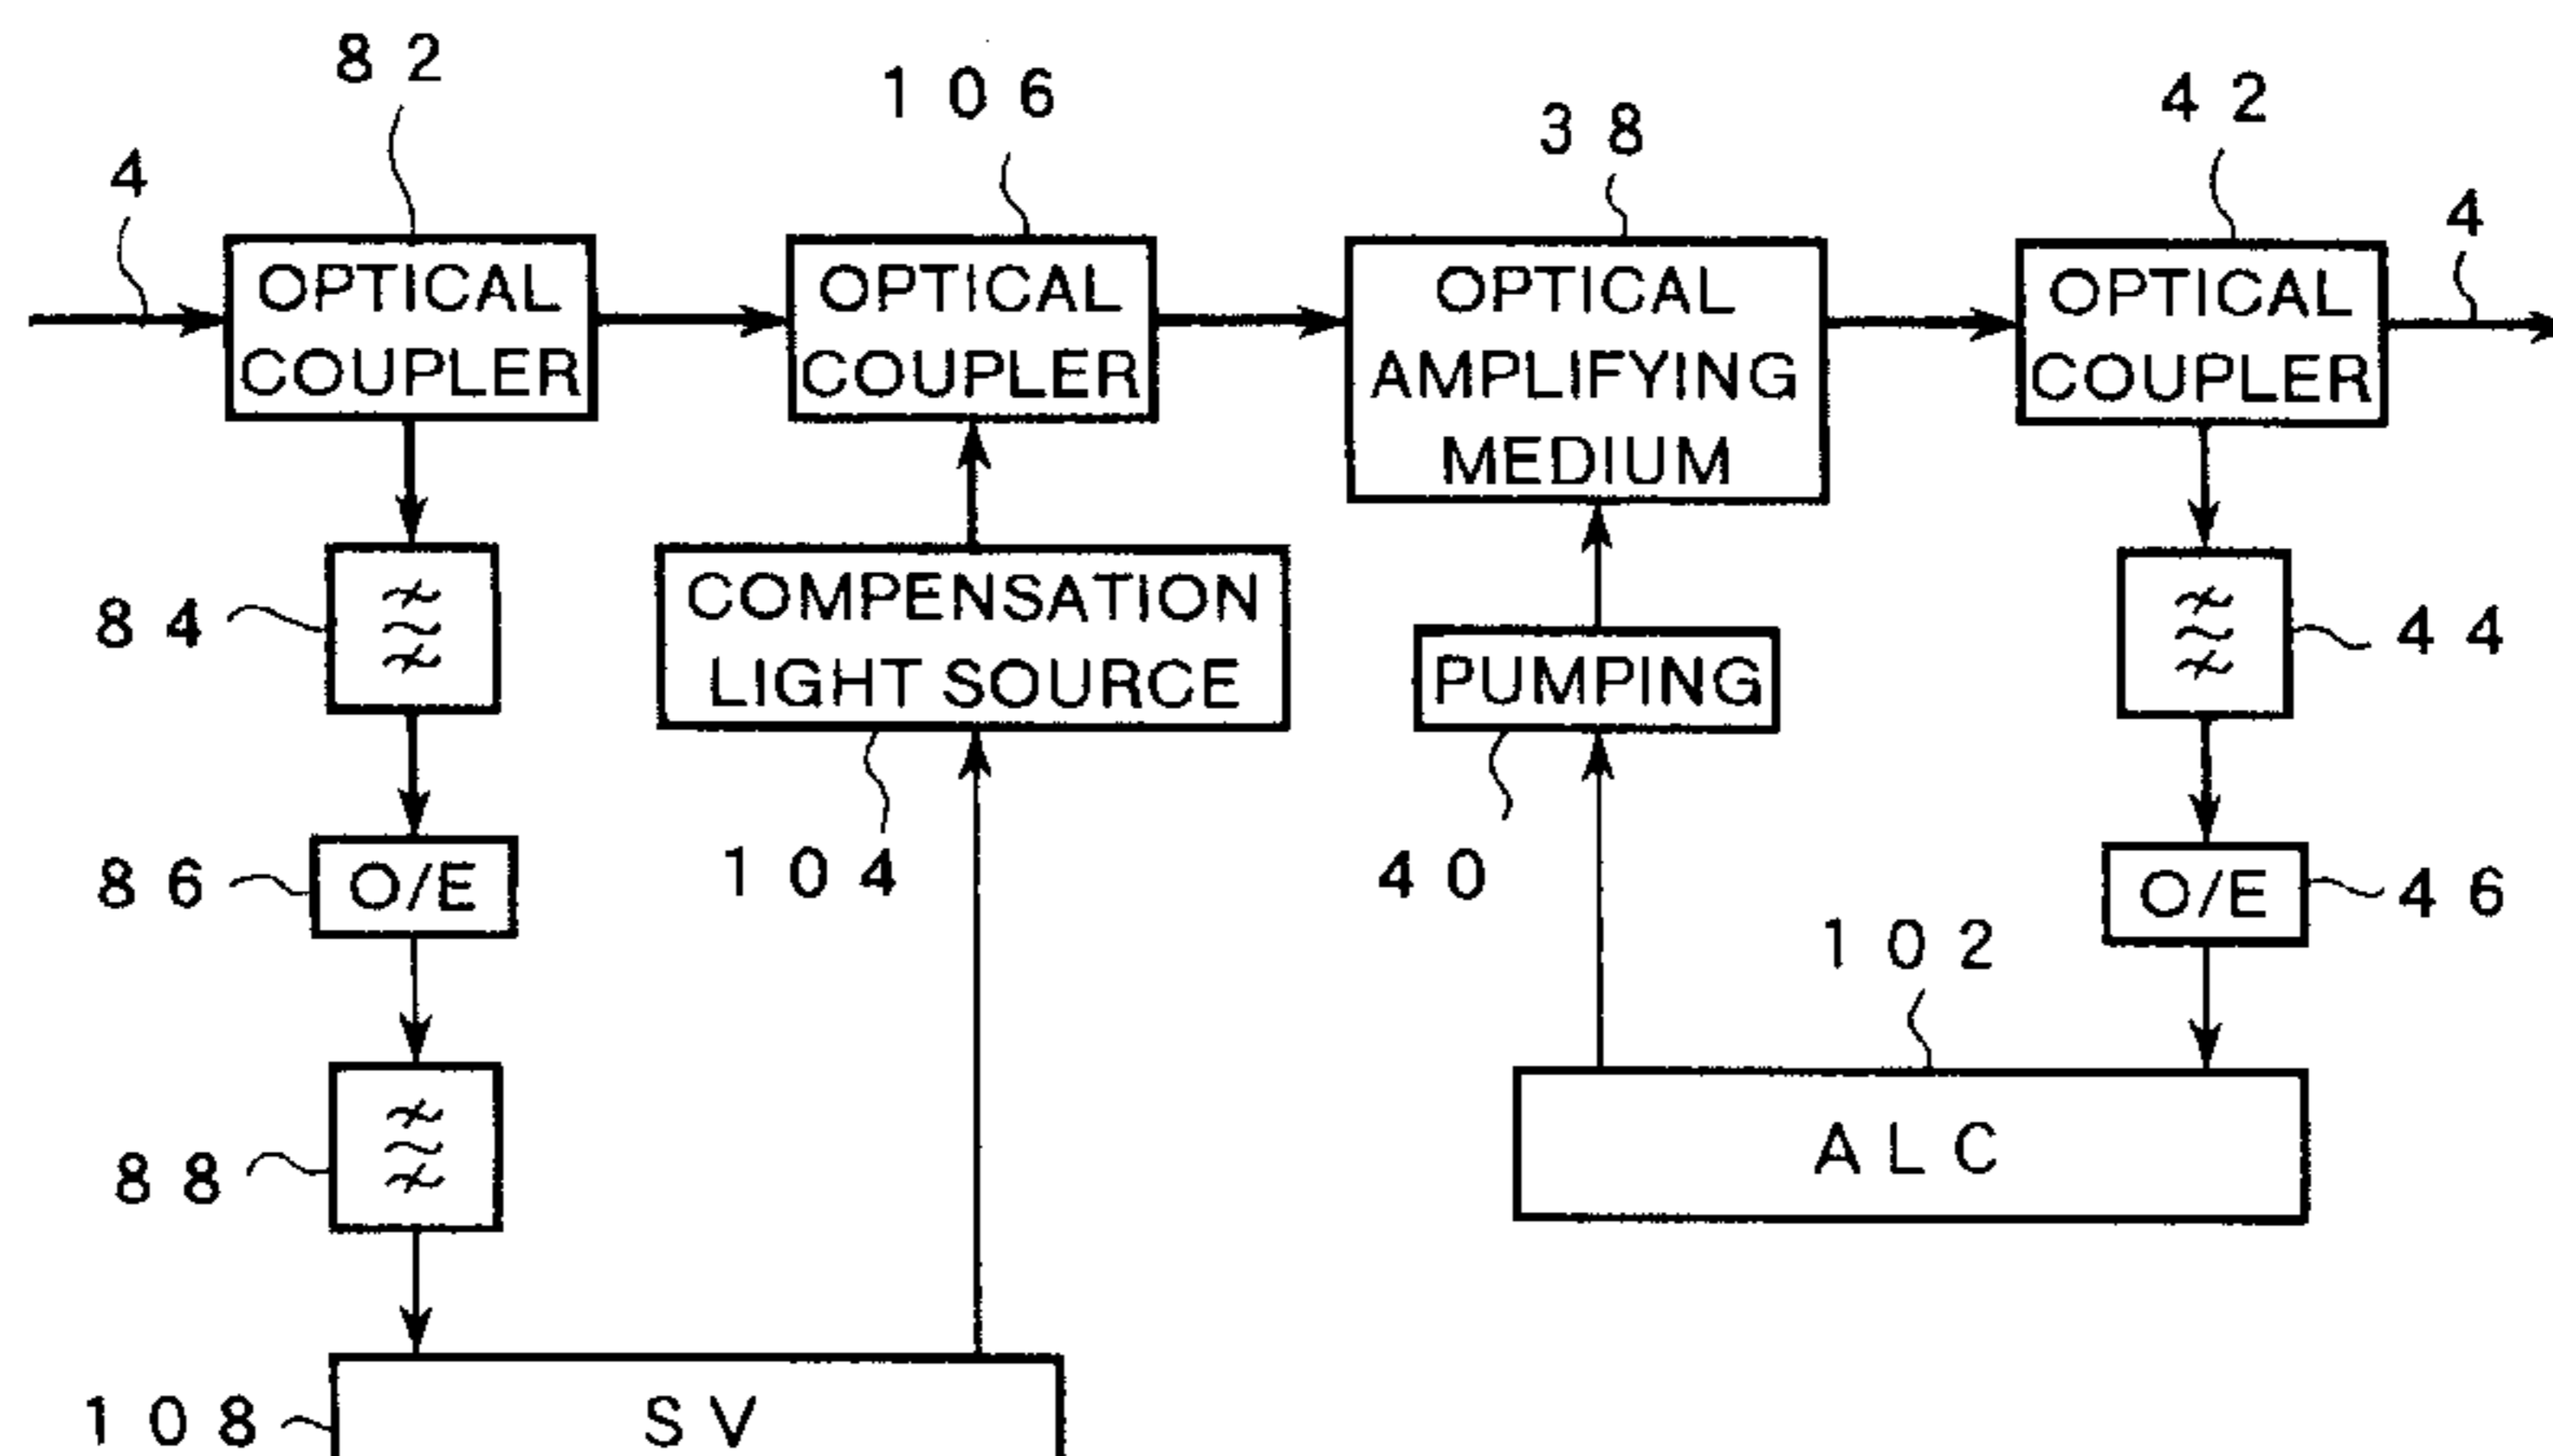 82
106
38
42
4
4
OPTICAL
COUPLER
OPTICAL
COUPLER
OPTICAL
AMPLIFYING
MEDIUM
OPTICAL
COUPLER
84
COMPENSATION
LIGHT SOURCE
PUMPING
44
86
O/E
104
40
O/E
46
102
88
ALC
108
SV